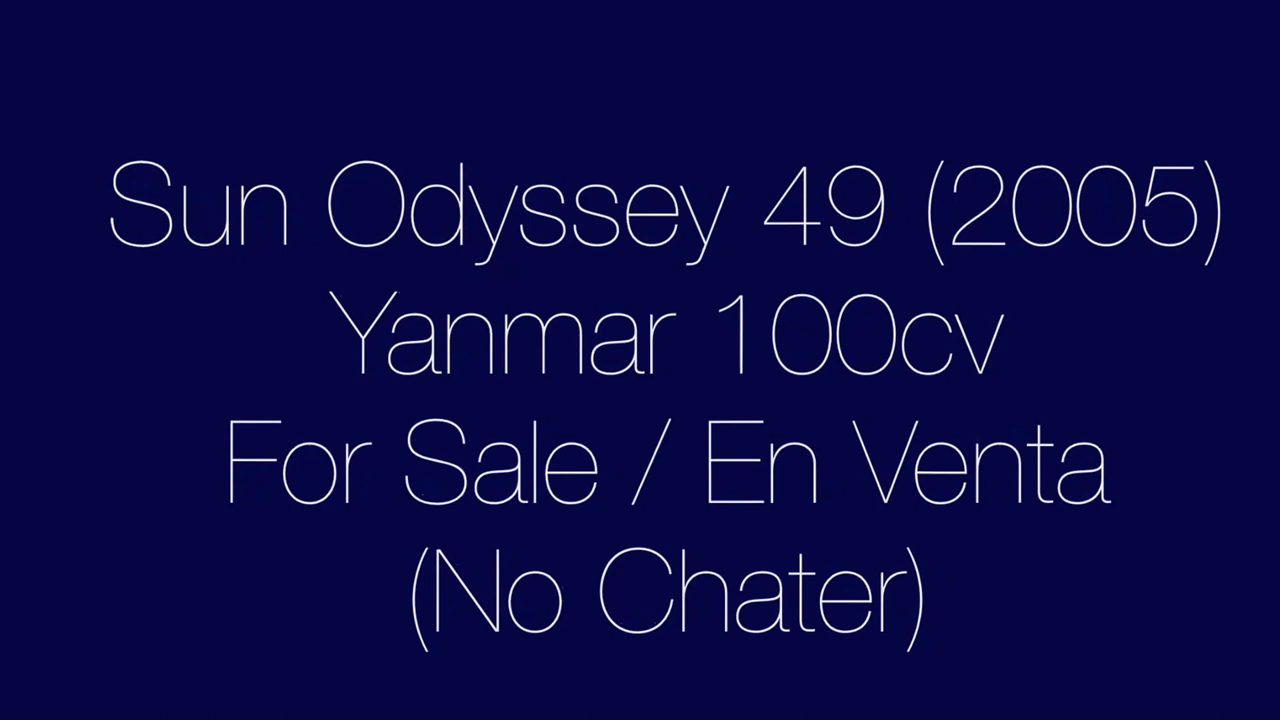 Sun Odyssey 49 (2005)
Yanmar 100cv
For Sale / En Venta
(No Chater)